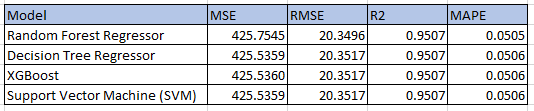 Model MSE RMSE R2 MAPE
Random Forest Regressor 425.7545 20.3496 0.9507 0.0505
Decision Tree Regressor 425.5359 20.3517 0.9507 0.0506
XGBoost 425.5360 20.3517 0.9507 0.0506
Support Vector Machine (SVM) 425.5359 20.3517 0.9507 0.0506